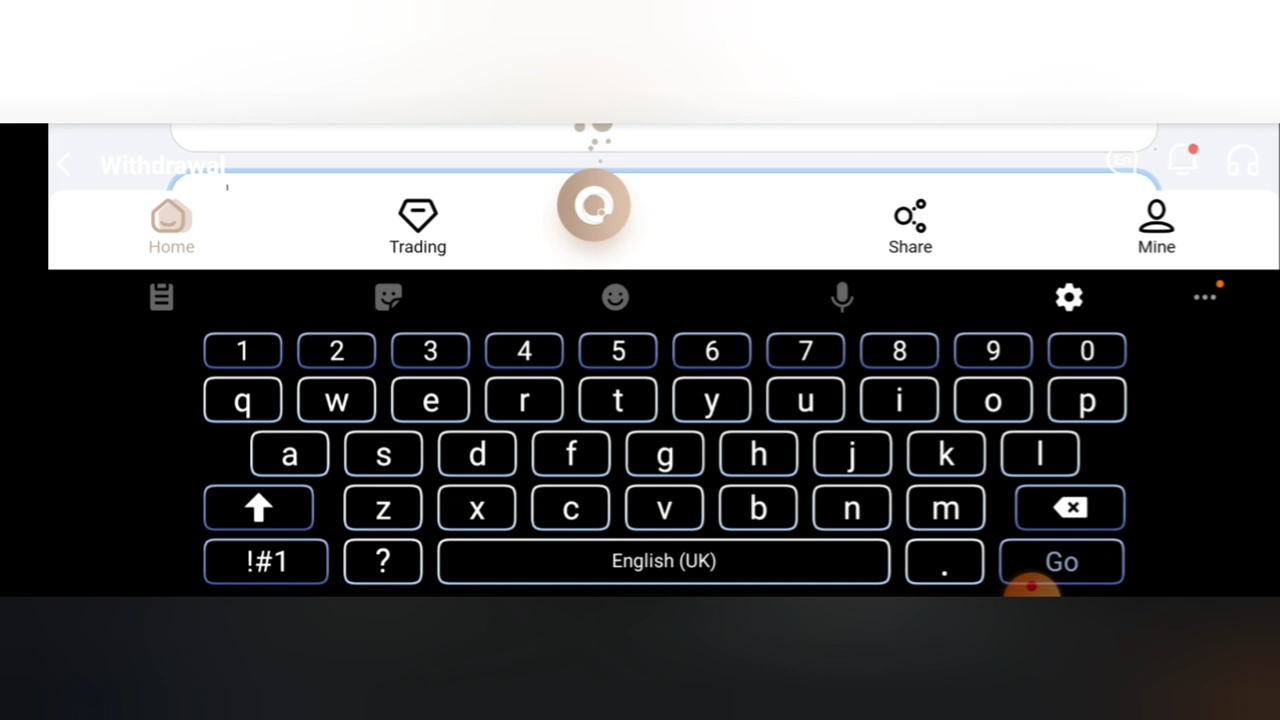 Withdrawal En
Home Trading Share Mine
1 2 3 4 5 6 7 8 9 0
q w e r t y u i o p
a s d f g h j k l
z x c v b n m
!#1 ? English (UK) . Go